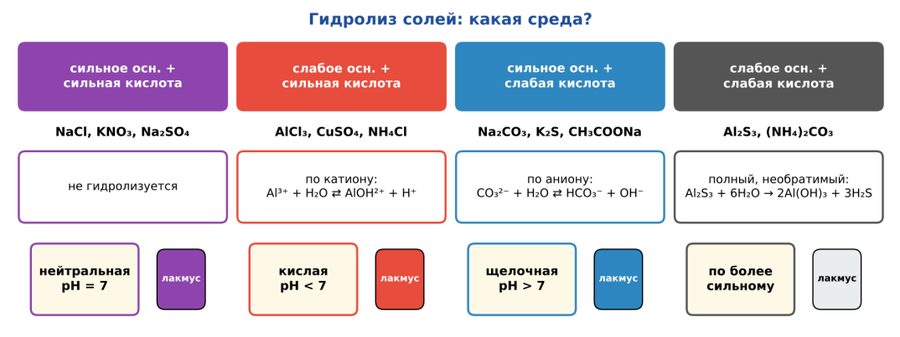 Гидролиз солей: какая среда?
сильное осн. +
сильная кислота
слабое осн. +
сильная кислота
сильное осн. +
слабая кислота
слабое осн. +
слабая кислота
NaCl, KNO₃, Na₂SO₄
AlCl₃, CuSO₄, NH₄Cl
Na₂CO₃, K₂S, CH₃COONa
Al₂S₃, (NH₄)₂CO₃
не гидролизуется
по катиону:
Al³⁺ + H₂O ⇄ AlOH²⁺ + H⁺
по аниону:
CO₃²⁻ + H₂O ⇄ HCO₃⁻ + OH⁻
полный, необратимый:
Al₂S₃ + 6H₂O → 2Al(OH)₃ + 3H₂S
нейтральная
pH = 7
лакмус
кислая
pH < 7
лакмус
щелочная
pH > 7
лакмус
по более
сильному
лакмус